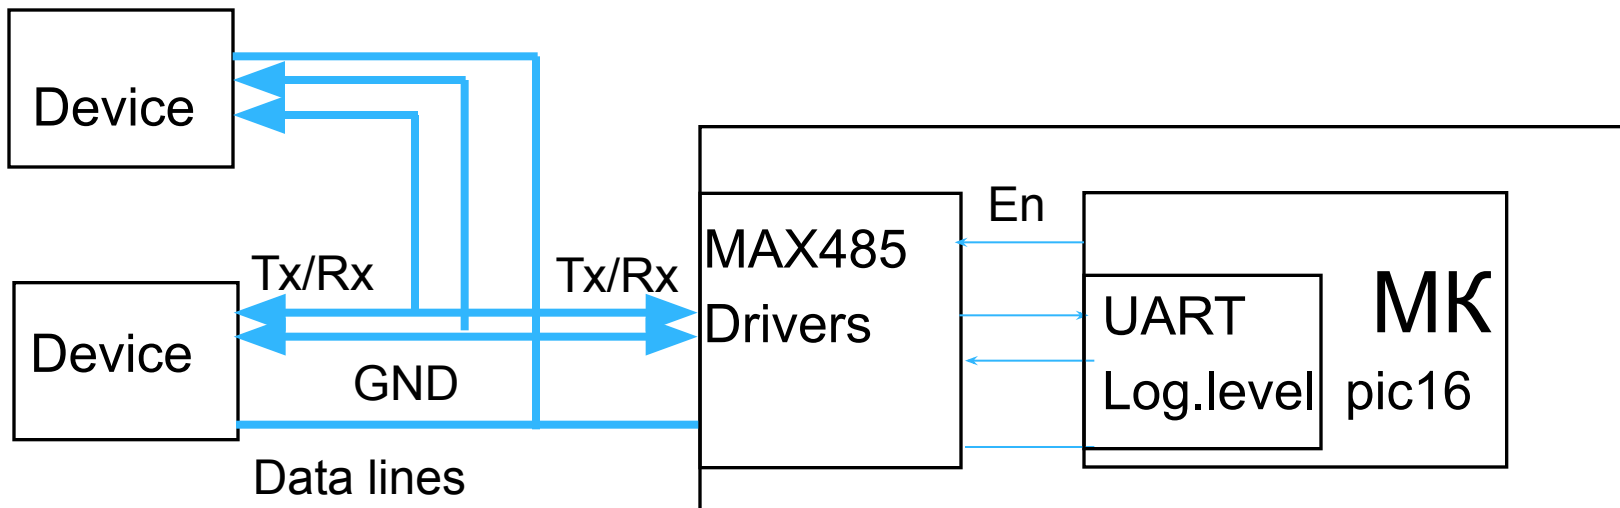 Device
En
MAX485
Tx/Rx
Tx/Rx
Drivers
UART
МК
Device
GND
Log.level
pic16
Data lines